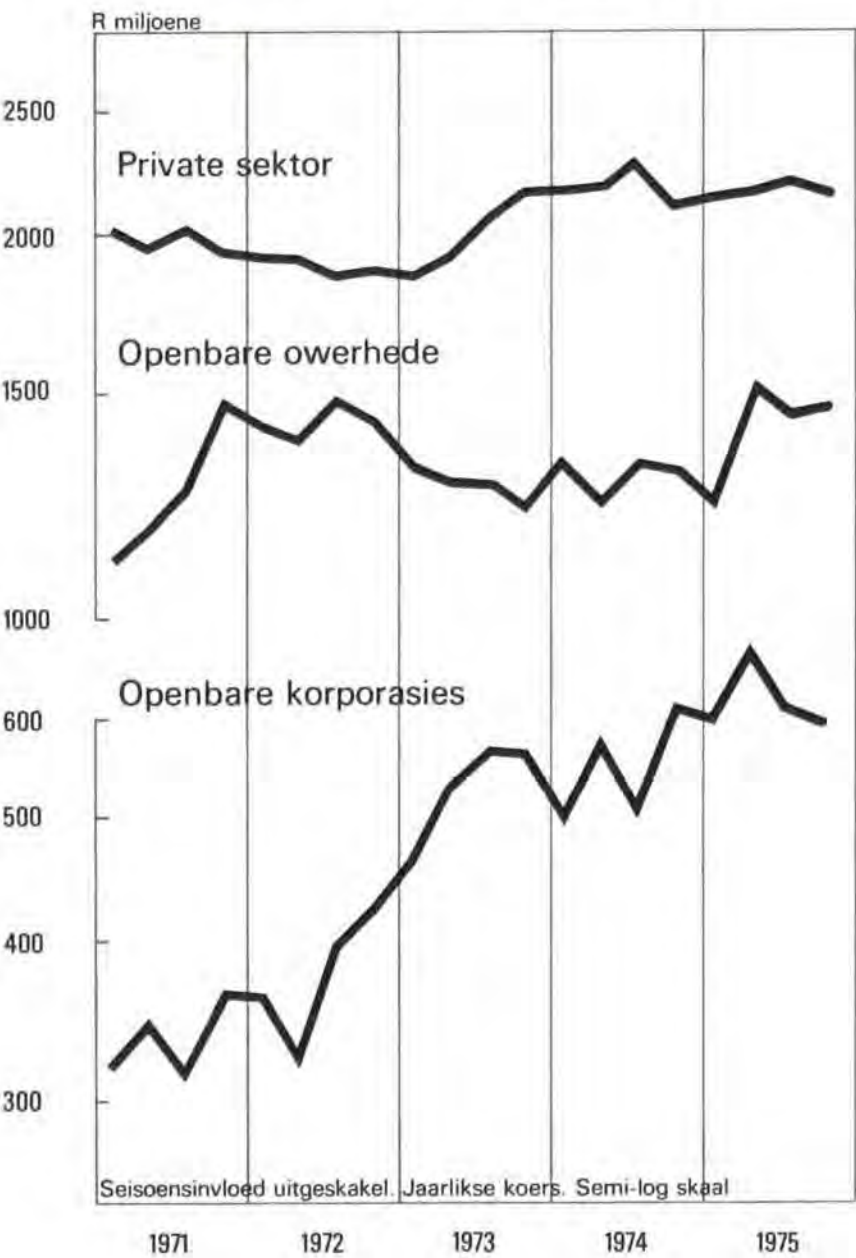 R miljoene
2500
Private sektor
2000
Openbare owerhede
1500
1000
Openbare korporasies
600
500
400
300
Seisoensinvloed uitgeskakel. Jaarlikse koers. Semi-log skaal
1971 1972 1973 1974 1975